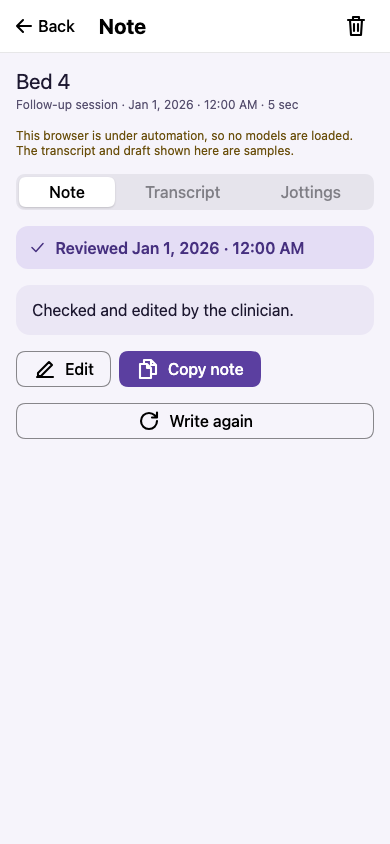 Back
Note
Bed 4
Follow-up session · Jan 1, 2026 · 12:00 AM · 5 sec
This browser is under automation, so no models are loaded.
The transcript and draft shown here are samples.
Note
Transcript
Jottings
Reviewed Jan 1, 2026 · 12:00 AM
Checked and edited by the clinician.
Edit
Copy note
Write again